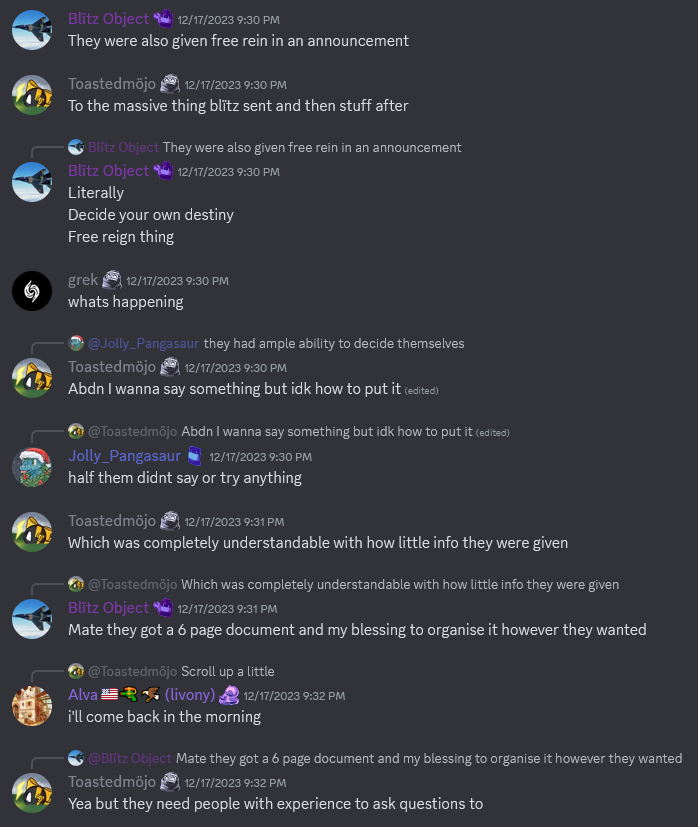 Blïtz Object 12/17/2023 9:30 PM
They were also given free rein in an announcement
Toastedmöjo 12/17/2023 9:30 PM
To the massive thing blïtz sent and then stuff after
Blïtz Object They were also given free rein in an announcement
Blïtz Object 12/17/2023 9:30 PM
Literally
Decide your own destiny
Free reign thing
grek 12/17/2023 9:30 PM
whats happening
@Jolly_Pangasaur they had ample ability to decide themselves
Toastedmöjo 12/17/2023 9:30 PM
Abdn I wanna say something but idk how to put it (edited)
@Toastedmöjo Abdn I wanna say something but idk how to put it (edited)
Jolly_Pangasaur 12/17/2023 9:30 PM
half them didnt say or try anything
Toastedmöjo 12/17/2023 9:31 PM
Which was completely understandable with how little info they were given
@Toastedmöjo Which was completely understandable with how little info they were given
Blïtz Object 12/17/2023 9:31 PM
Mate they got a 6 page document and my blessing to organise it however they wanted
@Toastedmöjo Scroll up a little
Alva (livony) 12/17/2023 9:32 PM
i'll come back in the morning
@Blïtz Object Mate they got a 6 page document and my blessing to organise it however they wanted
Toastedmöjo 12/17/2023 9:32 PM
Yea but they need people with experience to ask questions to